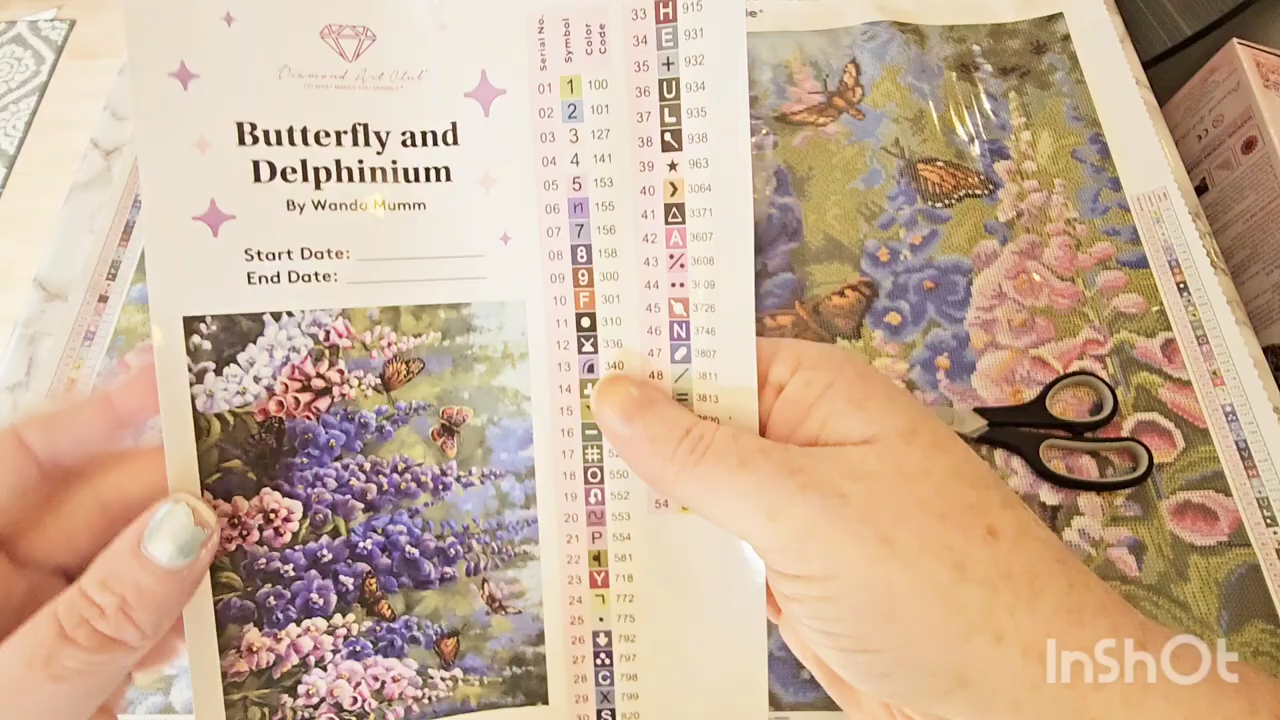 Diamond Art Club
Butterfly and
Delphinium
By Wanda Mumm
Start Date:
End Date:
Serial No. Symbol Color Code
01 1 100
02 2 101
03 3 127
04 4 141
05 5 153
06 n 155
07 7 156
08 8 158
09 9 300
10 F 301
11 310
12 336
13 340
14
15
16
17 #
18 O 550
19 552
20 553
21 P 554
22 581
23 Y 718
24 772
25 775
26 792
27 797
28 C 798
29 X 799
30 S 820
33 H 915
34 E 931
35 + 932
36 U 934
37 L 935
38 938
39 ★ 963
40 3064
41 △ 3371
42 A 3607
43 3608
44 3609
45 3726
46 N 3746
47 3807
48 / 3811
= 3813
54
InShOt